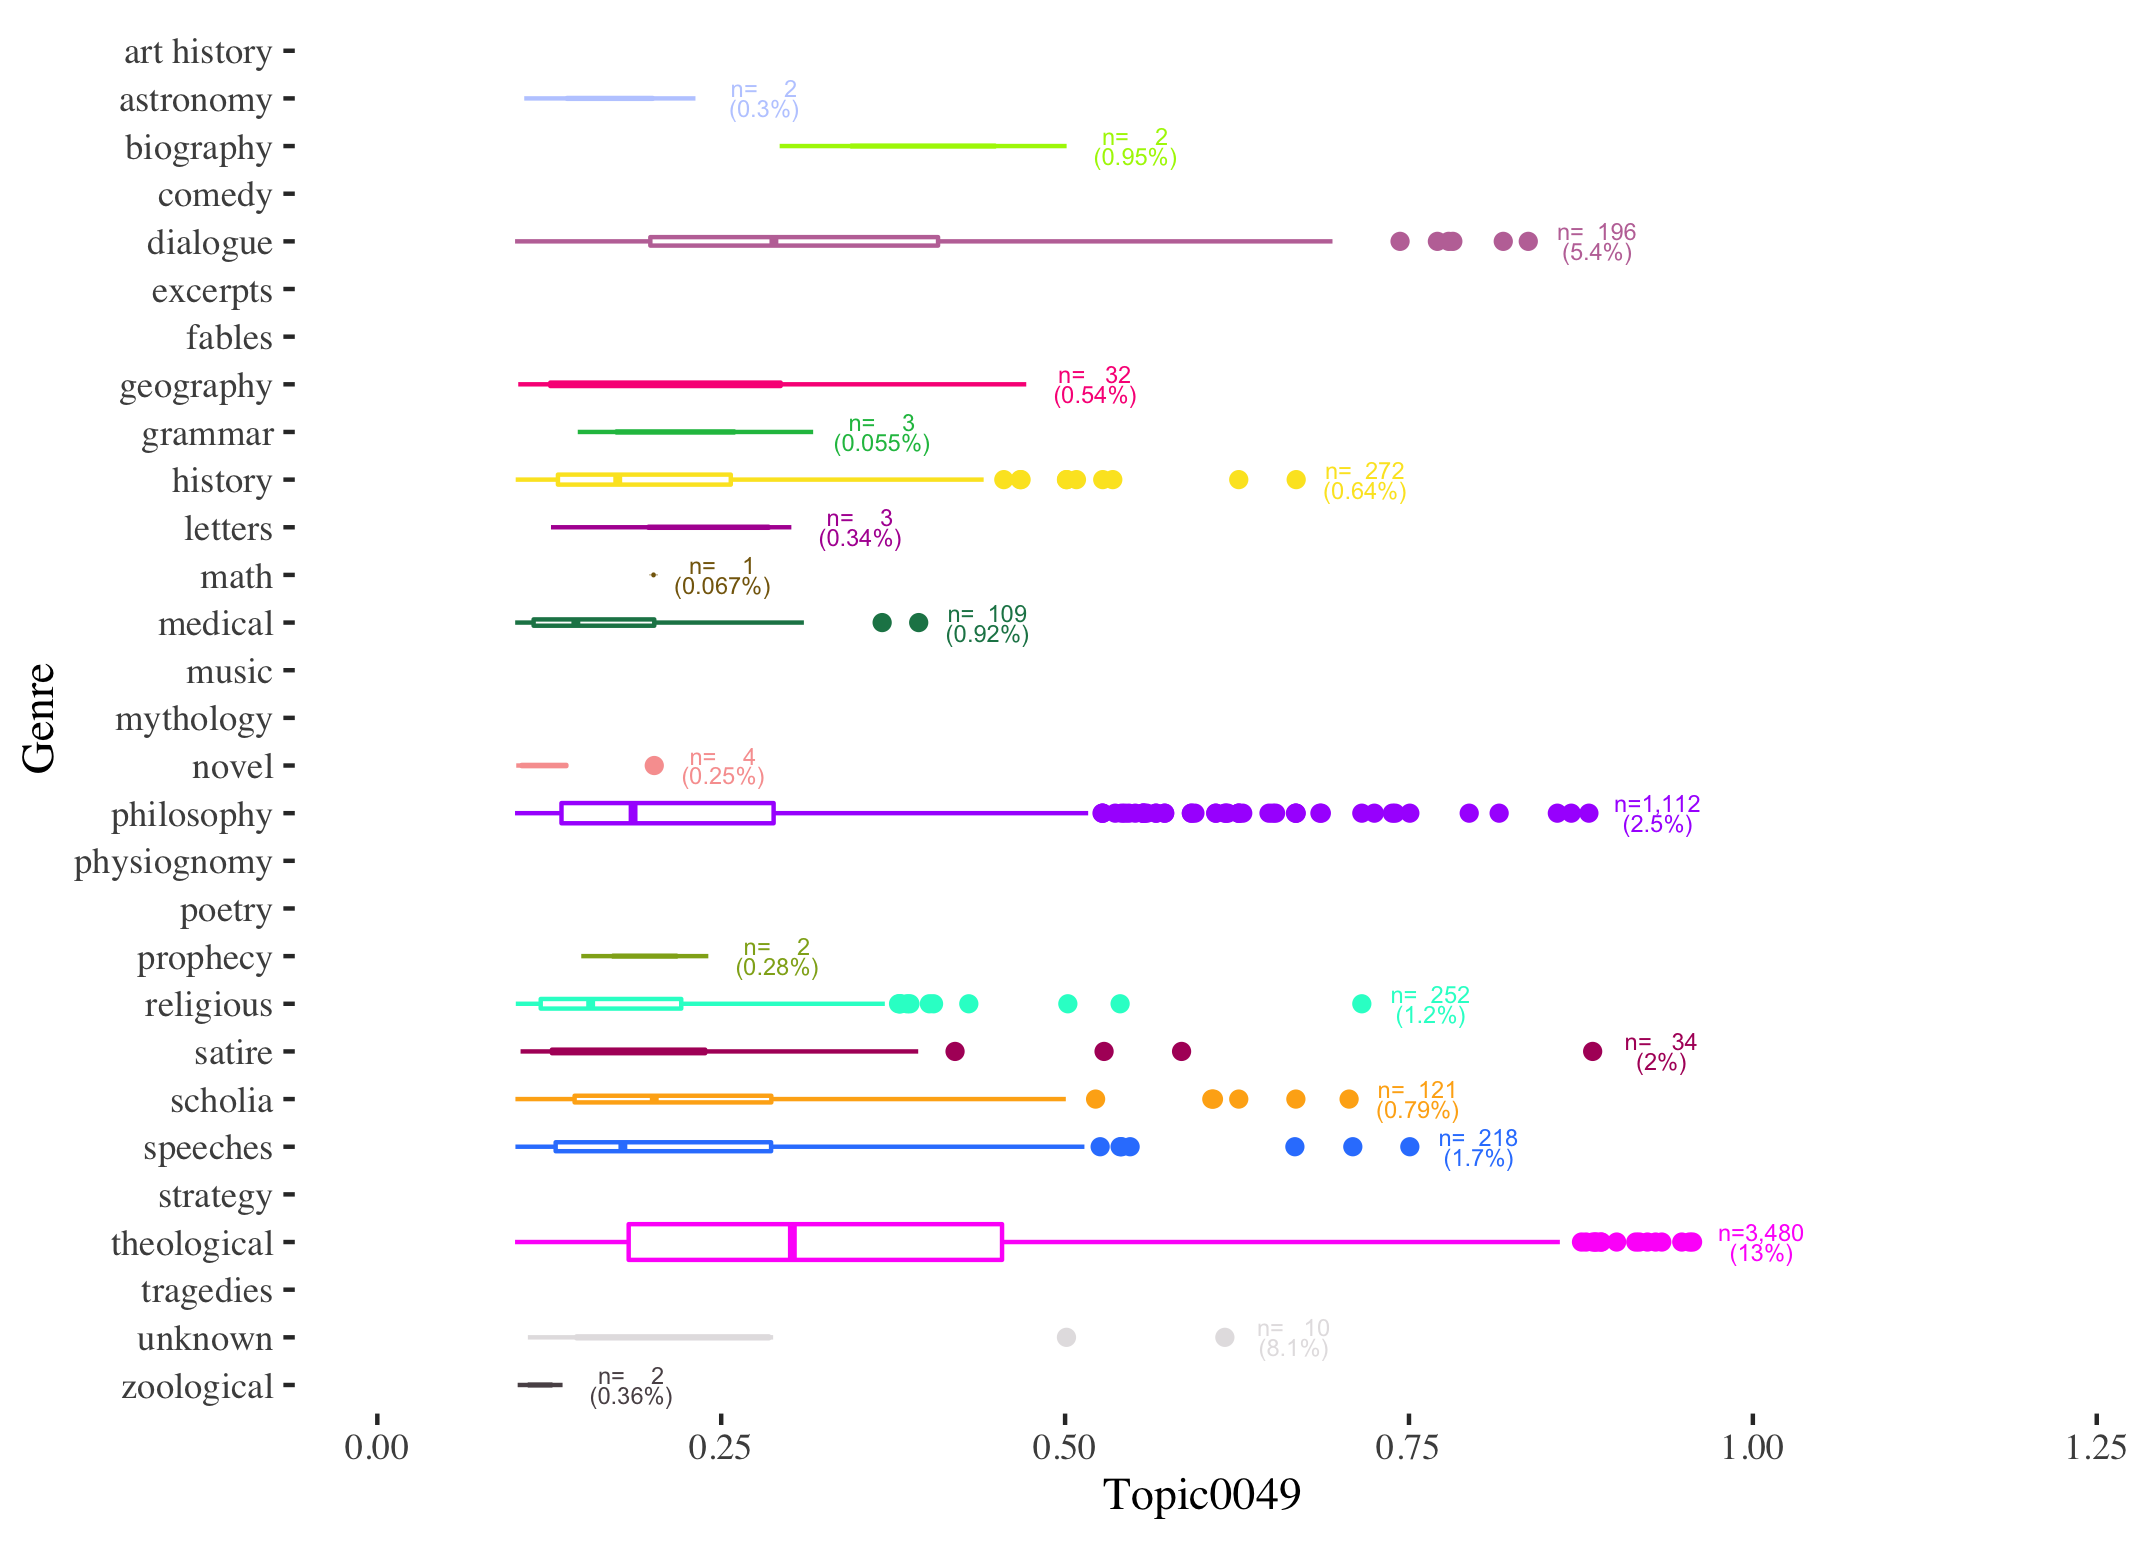 art history
astronomy
n= 2
(0.3%)
biography
n= 2
(0.95%)
comedy
dialogue
n= 196
(5.4%)
excerpts
fables
geography
n= 32
(0.54%)
grammar
n= 3
(0.055%)
history
n= 272
(0.64%)
letters
n= 3
(0.34%)
math
n= 1
(0.067%)
medical
n= 109
(0.92%)
music
mythology
novel
n= 4
(0.25%)
philosophy
n=1,112
(2.5%)
physiognomy
poetry
prophecy
n= 2
(0.28%)
religious
n= 252
(1.2%)
satire
n= 34
(2%)
scholia
n= 121
(0.79%)
speeches
n= 218
(1.7%)
strategy
theological
n=3,480
(13%)
tragedies
unknown
n= 10
(8.1%)
zoological
n= 2
(0.36%)
Genre
0.00 0.25 0.50 0.75 1.00 1.25
Topic0049